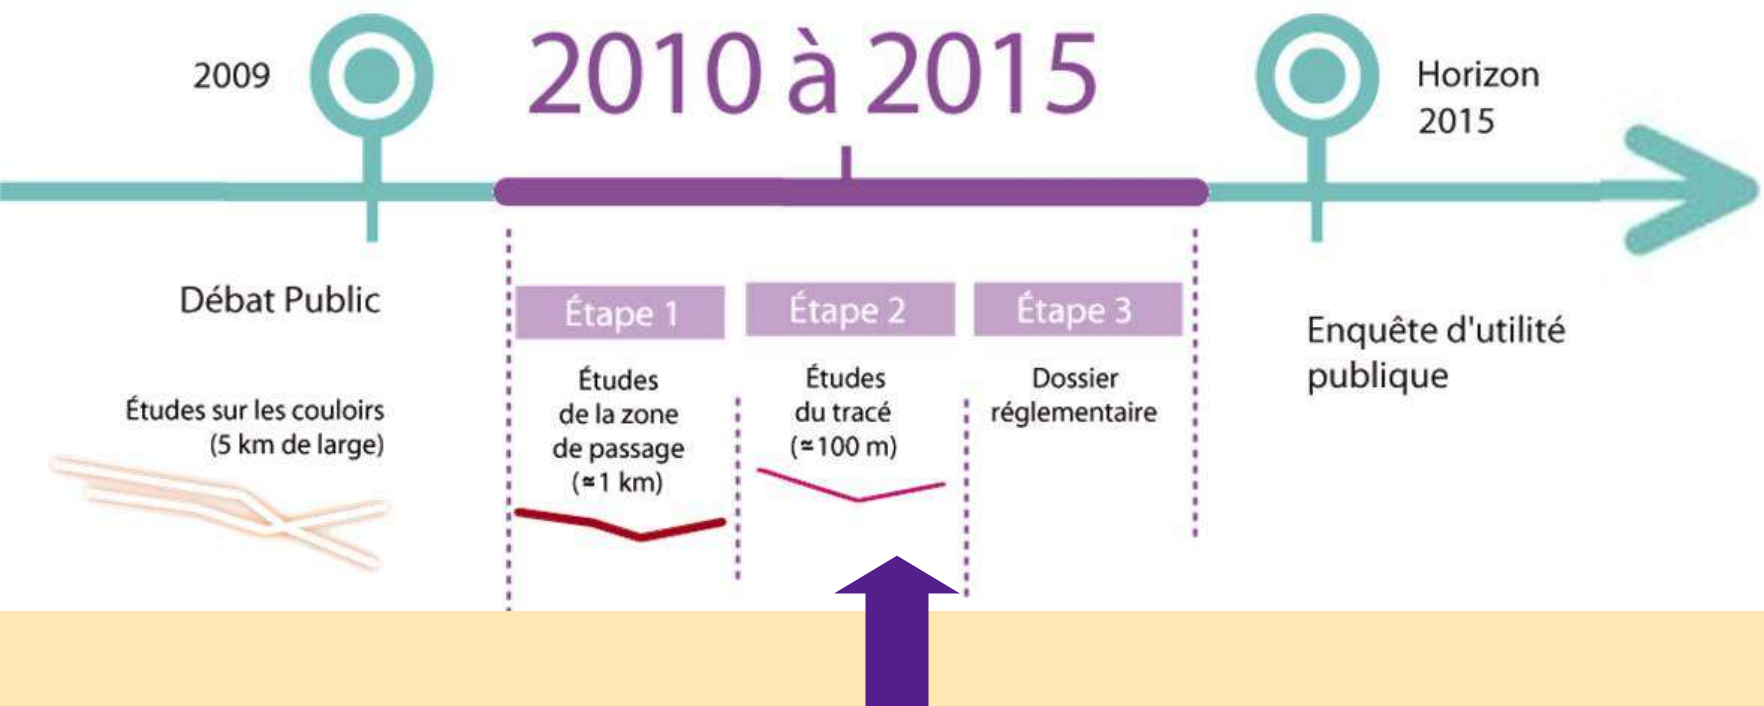 2009
2010 à 2015
Horizon
2015
Débat Public
Études sur les couloirs
(5 km de large)
Étape 1
Études
de la zone
de passage
(≃1 km)
Étape 2
Études
du tracé
(≃100 m)
Étape 3
Dossier
réglementaire
Enquête d'utilité
publique